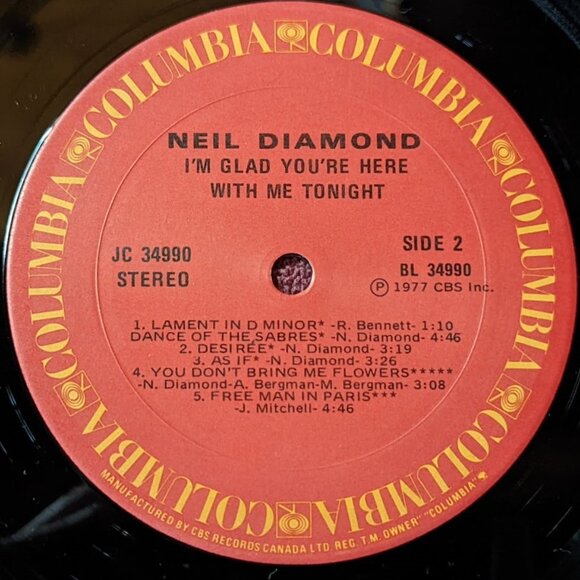 COLUMBIA COLUMBIA COLUMBIA COLUMBIA COLUMBIA COLUMBIA COLUMBIA COLUMBIA
NEIL DIAMOND
I'M GLAD YOU'RE HERE
WITH ME TONIGHT
JC 34990
STEREO
SIDE 2
BL 34990
Ⓟ 1977 CBS Inc.
1. LAMENT IN D MINOR* -R. Bennett- 1:10
DANCE OF THE SABRES* -N. Diamond- 4:46
2. DESIRÉE* -N. Diamond- 3:19
3. AS IF* -N. Diamond- 3:26
4. YOU DON'T BRING ME FLOWERS*****
-N. Diamond-A. Bergman-M. Bergman- 3:08
5. FREE MAN IN PARIS***
-J. Mitchell- 4:46
MANUFACTURED BY CBS RECORDS CANADA LTD. REG. T.M. OWNER "COLUMBIA"